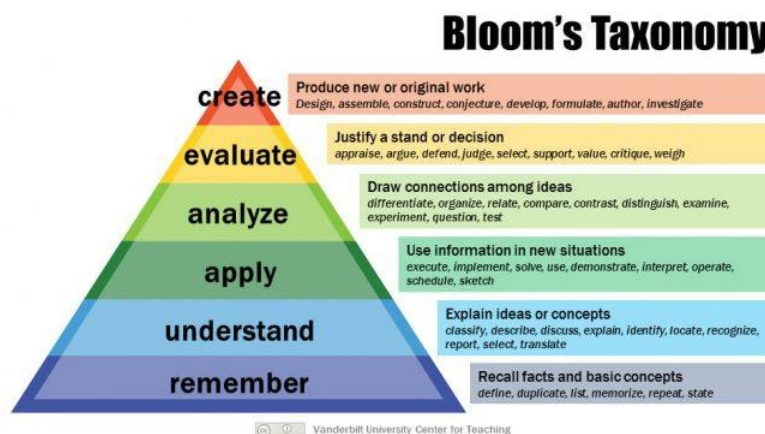 Bloom's Taxonomy
create
Produce new or original work
Design, assemble, construct, conjecture, develop, formulate, author, investigate
evaluate
Justify a stand or decision
appraise, argue, defend, judge, select, support, value, critique, weigh
analyze
Draw connections among ideas
differentiate, organize, relate, compare, contrast, distinguish, examine,
experiment, question, test
apply
Use information in new situations
execute, implement, solve, use, demonstrate, interpret, operate,
schedule, sketch
understand
Explain ideas or concepts
classify, describe, discuss, explain, identify, locate, recognize,
report, select, translate
remember
Recall facts and basic concepts
define, duplicate, list, memorize, repeat, state
Vanderbilt University Center for Teaching